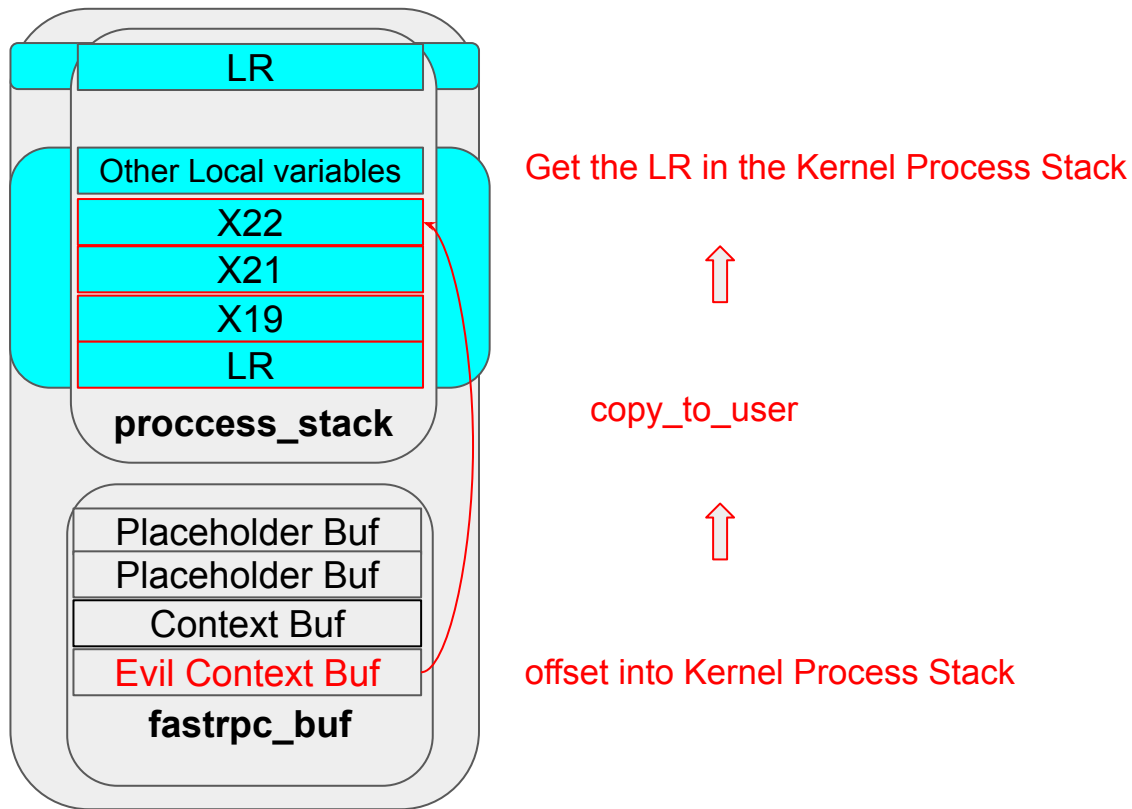 LR
Other Local variables
X22
X21
X19
LR
proccess_stack
Placeholder Buf
Placeholder Buf
Context Buf
Evil Context Buf
fastrpc_buf
Get the LR in the Kernel Process Stack
copy_to_user
offset into Kernel Process Stack